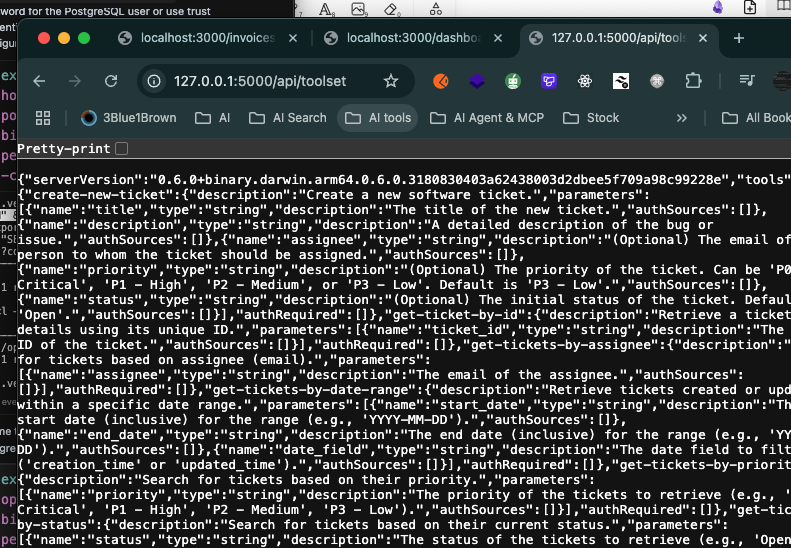 word for the PostgreSQL user or use trust
localhost:3000/invoices
localhost:3000/dashbo
127.0.0.1:5000/api/tools
127.0.0.1:5000/api/toolset
3Blue1Brown
AI
AI Search
AI tools
AI Agent & MCP
Stock
All Book
Pretty-print
{"serverVersion":"0.6.0+binary.darwin.arm64.0.6.0.3180830403a62438003d2dbee5f709a98c99228e","tools"
{"create-new-ticket":{"description":"Create a new software ticket.","parameters":
[{"name":"title","type":"string","description":"The title of the new ticket.","authSources":[]},
{"name":"description","type":"string","description":"A detailed description of the bug or
issue.","authSources":[]},{"name":"assignee","type":"string","description":"(Optional) The email of
person to whom the ticket should be assigned.","authSources":[]},
{"name":"priority","type":"string","description":"(Optional) The priority of the ticket. Can be 'P0
Critical', 'P1 - High', 'P2 - Medium', or 'P3 - Low'. Default is 'P3 - Low'.","authSources":[]},
{"name":"status","type":"string","description":"(Optional) The initial status of the ticket. Defaul
'Open'.","authSources":[]}],"authRequired":[]},"get-ticket-by-id":{"description":"Retrieve a ticket
details using its unique ID.","parameters":[{"name":"ticket_id","type":"string","description":"The
ID of the ticket.","authSources":[]}],"authRequired":[]},"get-tickets-by-assignee":{"description":"
for tickets based on assignee (email).","parameters":
[{"name":"assignee","type":"string","description":"The email of the assignee.","authSources":
[]}],"authRequired":[]},"get-tickets-by-date-range":{"description":"Retrieve tickets created or upd
within a specific date range.","parameters":[{"name":"start_date","type":"string","description":"Th
start date (inclusive) for the range (e.g., 'YYYY-MM-DD').","authSources":[]},
{"name":"end_date","type":"string","description":"The end date (inclusive) for the range (e.g., 'YY
DD').","authSources":[]},{"name":"date_field","type":"string","description":"The date field to filt
('creation_time' or 'updated_time').","authSources":[]}],"authRequired":[]},"get-tickets-by-priorit
{"description":"Search for tickets based on their priority.","parameters":
[{"name":"priority","type":"string","description":"The priority of the tickets to retrieve (e.g., '
Critical', 'P1 - High', 'P2 - Medium', 'P3 - Low').","authSources":[]}],"authRequired":[]},"get-tic
by-status":{"description":"Search for tickets based on their current status.","parameters":
[{"name":"status","type":"string","description":"The status of the tickets to retrieve (e.g., 'Open